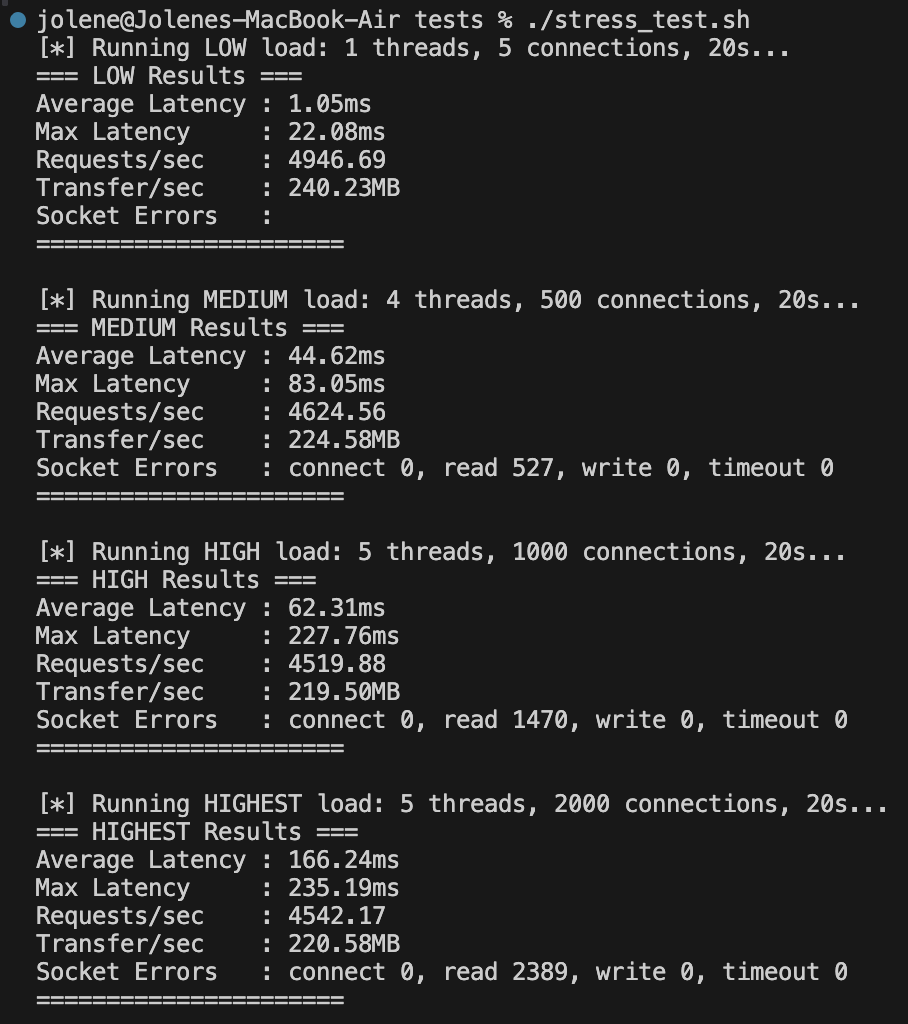 jolene@Jolenes-MacBook-Air tests % ./stress_test.sh
[*] Running LOW load: 1 threads, 5 connections, 20s...
=== LOW Results ===
Average Latency : 1.05ms
Max Latency     : 22.08ms
Requests/sec    : 4946.69
Transfer/sec    : 240.23MB
Socket Errors   :
======================
[*] Running MEDIUM load: 4 threads, 500 connections, 20s...
=== MEDIUM Results ===
Average Latency : 44.62ms
Max Latency     : 83.05ms
Requests/sec    : 4624.56
Transfer/sec    : 224.58MB
Socket Errors   : connect 0, read 527, write 0, timeout 0
======================
[*] Running HIGH load: 5 threads, 1000 connections, 20s...
=== HIGH Results ===
Average Latency : 62.31ms
Max Latency     : 227.76ms
Requests/sec    : 4519.88
Transfer/sec    : 219.50MB
Socket Errors   : connect 0, read 1470, write 0, timeout 0
======================
[*] Running HIGHEST load: 5 threads, 2000 connections, 20s...
=== HIGHEST Results ===
Average Latency : 166.24ms
Max Latency     : 235.19ms
Requests/sec    : 4542.17
Transfer/sec    : 220.58MB
Socket Errors   : connect 0, read 2389, write 0, timeout 0
======================